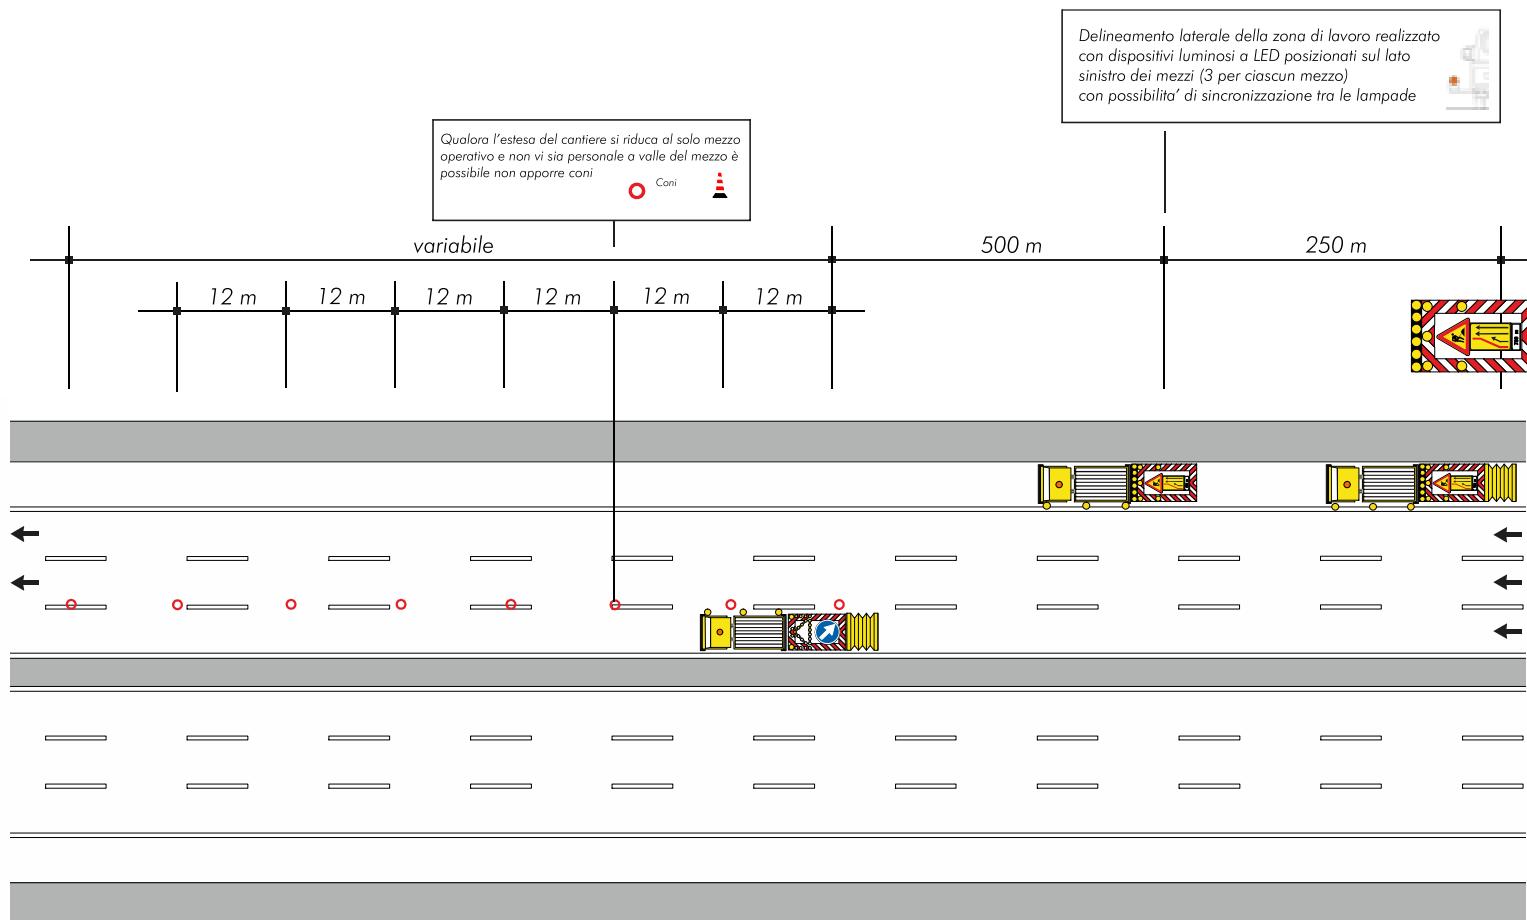 Delineamento laterale della zona di lavoro realizzato
con dispositivi luminosi a LED posizionati sul lato
sinistro dei mezzi (3 per ciascun mezzo)
con possibilita’ di sincronizzazione tra le lampade
Qualora l’estesa del cantiere si riduca al solo mezzo
operativo e non vi sia personale a valle del mezzo è
possibile non apporre coni
Coni
variabile
500 m
250 m
12 m
12 m
12 m
12 m
12 m
12 m